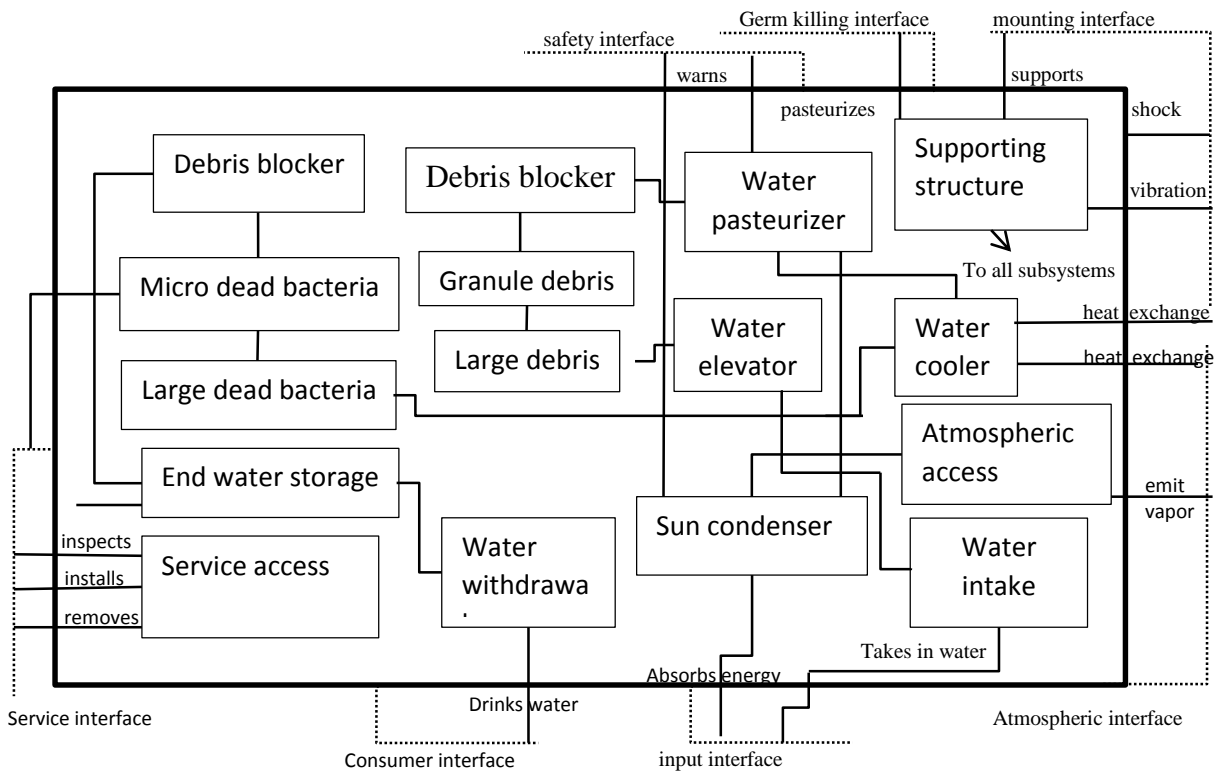 Germ killing interface
mounting interface
safety interface
warns
supports
pasteurizes
shock
Debris blocker
Debris blocker
Water
pasteurizer
Supporting
structure
vibration
To all subsystems
Micro dead bacteria
Granule debris
Water
elevator
Water
cooler
heat exchange
Large debris
heat exchange
Large dead bacteria
Atmospheric
access
End water storage
emit
vapor
Sun condenser
inspects
Service access
Water
withdrawa
Water
intake
installs
removes
Takes in water
Absorbs energy
Drinks water
Service interface
Atmospheric interface
Consumer interface
input interface